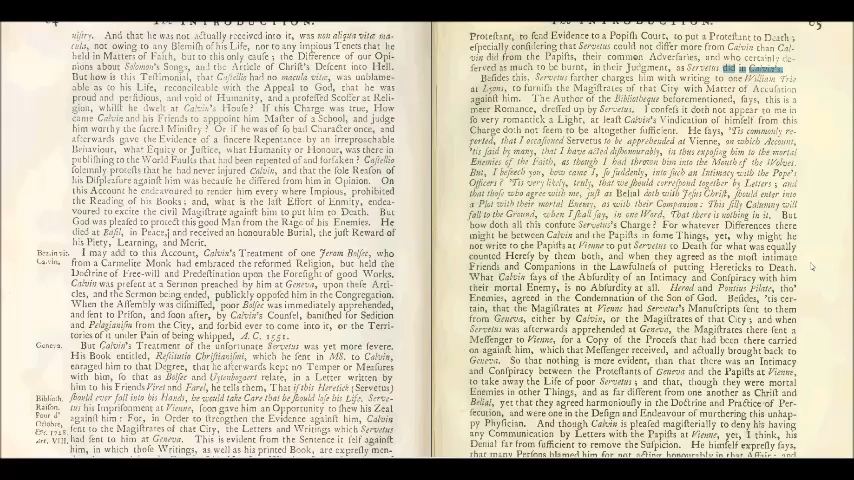 The INTRODUCTION.
nistry. And that he was not actually received into it, was non aliqua vitæ ma-
cula, not owing to any Blemish of his Life, nor to any impious Tenets that he
held in Matters of Faith, but to this only cause; the Difference of our Opi-
nions about Solomon's Songs, and the Article of Christ's Descent into Hell.
But how is this Testimonial, that Castellio had no macula vitæ, was unblame-
able as to his Life, reconcileable with the Appeal to God, that he was
proud and perfidious, and void of Humanity, and a professed Scoffer at Reli-
gion, whilst he dwelt at Calvin's House? If this Charge was true, How
came Calvin and his Friends to apppoint him Master of a School, and judge
him worthy the sacred Ministry? Or if he was of so bad Character once, and
afterwards gave the Evidence of a sincere Repentance by an irreproachable
Behaviour, what Equity or Justice, what Humanity or Honour, was there in
publishing to the World Faults that had been repented of and forsaken? Castellio
solemnly protests that he had never injured Calvin, and that the sole Reason of
his Displeasure against him was because he differed from him in Opinion. On
this Account he endeavoured to render him every where impious, prohibited
the Reading of his Books; and, what is the last Effort of Enmity, endea-
voured to excite the civil Magistrate against him to put him to Death. But
God was pleased to protect this good Man from the Rage of his Enemies. He
died at Basil, in Peace, and received an honourable Burial, the just Reward of
his Piety, Learning, and Merit.
Beza in vit.
Calvin.
I may add to this Account, Calvin's Treatment of one Jerom Bolsec, who
from a Carmelite Monk had embraced the reformed Religion, but held the
Doctrine of Free-will and Predestination upon the Foresight of good Works.
Calvin was present at a Sermon preached by him at Geneva, upon these Arti-
cles, and the Sermon being ended, publickly opposed him in the Congregation.
When the Assembly was dismissed, poor Bolsec was immediately apprehended,
and sent to Prison, and soon after, by Calvin's Counsel, banished for Sedition
and Pelagianism from the City, and forbid ever to come into it, or the Terri-
tories of it under Pain of being whipped, A. C. 1551.
Geneva.
But Calvin's Treatment of the unfortunate Servetus was yet more severe.
His Book entitled, Restitutio Christianismi, which he sent in MS. to Calvin,
enraged him to that Degree, that he afterwards kept no Temper or Measures
with him, so that as Bolsec and Uytenbogaert relate, in a Letter written by
him to his Friends Viret and Farel, he tells them, That if this Heretick (Servetus)
Biblioth.
Raison.
Pour d'
Octobre,
&c. 1728.
Art. VIII.
should ever fall into his Hands, he would take Care that he should lose his Life. Serve-
tus his Imprisonment at Vienne, soon gave him an Opportunity to shew his Zeal
against him: For, in Order to strengthen the Evidence against him, Calvin
sent to the Magistrates of that City, the Letters and Writings which Servetus
had sent to him at Geneva. This is evident from the Sentence it self against
him, in which those Writings, as well as his printed Book, are expresly men-
The INTRODUCTION. 65
Protestant, to send Evidence to a Popish Court, to put a Protestant to Death;
especially considering that Servetus could not differ more from Calvin than Cal-
vin did from the Papists, their common Adversaries, and who certainly de-
served as much to be burnt, in their Judgment, as Servetus did in Calvin's.
Besides this, Servetus further charges him with writing to one William Trie
at Lyons, to furnish the Magistrates of that City with Matter of Accusation
against him. The Author of the Bibliotheque beforementioned, says, this is a
meer Romance, dressed up by Servetus. I confess it doth not appear to me in
so very romantick a Light, at least Calvin's Vindication of himself from this
Charge doth not seem to be altogether sufficient. He says, 'Tis commonly re-
ported, that I occasioned Servetus to be apprehended at Vienne, on which Account,
'tis said by many, that I have acted dishonourably, in thus exposing him to the mortal
Enemies of the Faith, as though I had thrown him into the Mouth of the Wolves.
But, I beseech you, how came I, so suddenly, into such an Intimacy with the Pope's
Officers? 'Tis very likely, truly, that we should correspond together by Letters; and
that those who agree with me, just as Belial doth with Jesus Christ, should enter into
a Plot with their mortal Enemy, as with their Companion: This silly Calumny will
fall to the Ground, when I shall say, in one Word, That there is nothing in it. But
how doth all this confute Servetus's Charge? For whatever Differences there
might be between Calvin and the Papists in some Things, yet, why might he
not write to the Papists at Vienne to put Servetus to Death for what was equally
counted Heresy by them both, and when they agreed as the most intimate
Friends and Companions in the Lawfulness of putting Hereticks to Death.
What Calvin says of the Absurdity of an Intimacy and Conspiracy with him
their mortal Enemy, is no Absurdity at all. Herod and Pontius Pilate, tho'
Enemies, agreed in the Condemnation of the Son of God. Besides, 'tis cer-
tain, that the Magistrates at Vienne had Servetus's Manuscripts sent to them
from Geneva, either by Calvin, or the Magistrates of that City; and when
Servetus was afterwards apprehended at Geneva, the Magistrates there sent a
Messenger to Vienne, for a Copy of the Process that had been there carried
on against him, which that Messenger received, and actually brought back to
Geneva. So that nothing is more evident, than that there was an Intimacy
and Conspiracy between the Protestants of Geneva and the Papists at Vienne,
to take away the Life of poor Servetus; and that, though they were mortal
Enemies in other Things, and as far different from one another as Christ and
Belial, yet that they agreed harmoniously in the Doctrine and Practice of Per-
secution, and were one in the Design and Endeavour of murthering this unhap-
py Physician. And though Calvin is pleased magisterially to deny his having
any Communication by Letters with the Papists at Vienne, yet, I think, his
Denial far from sufficient to remove the Suspicion. He himself expresly says,
that many Persons blamed him for not acting honourably in that Affair; and